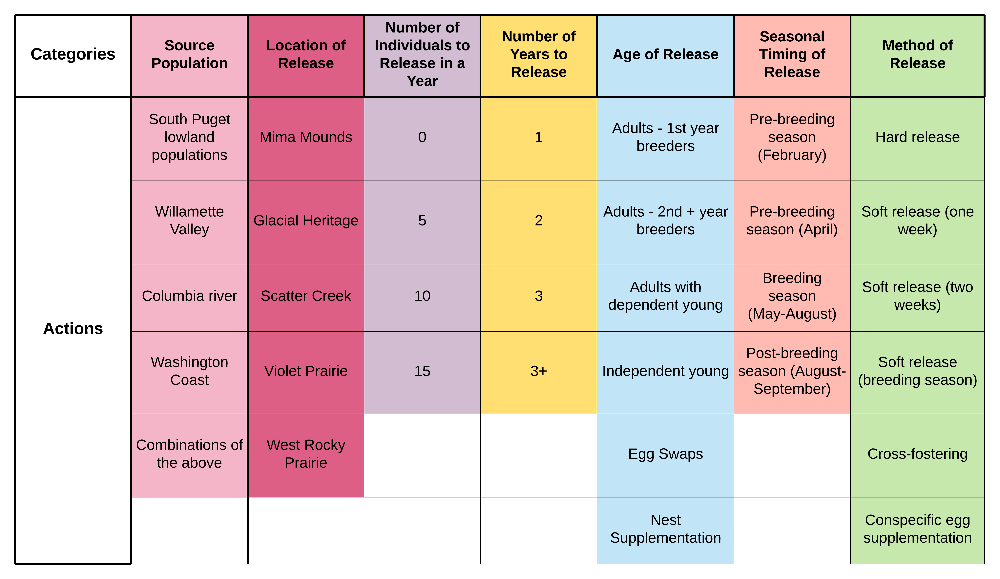 Categories
Source
Population
Location of
Release
Number of
Individuals to
Release in a
Year
Number of
Years to
Release
Age of Release
Seasonal
Timing of
Release
Method of
Release
Actions
South Puget
lowland
populations
Mima Mounds
0
1
Adults - 1st year
breeders
Pre-breeding
season
(February)
Hard release
Willamette
Valley
Glacial Heritage
5
2
Adults - 2nd + year
breeders
Pre-breeding
season (April)
Soft release (one
week)
Columbia river
Scatter Creek
10
3
Adults with
dependent young
Breeding
season
(May-August)
Soft release (two
weeks)
Washington
Coast
Violet Prairie
15
3+
Independent young
Post-breeding
season (August-
September)
Soft release
(breeding season)
Combinations of
the above
West Rocky
Prairie
Egg Swaps
Cross-fostering
Nest
Supplementation
Conspecific egg
supplementation